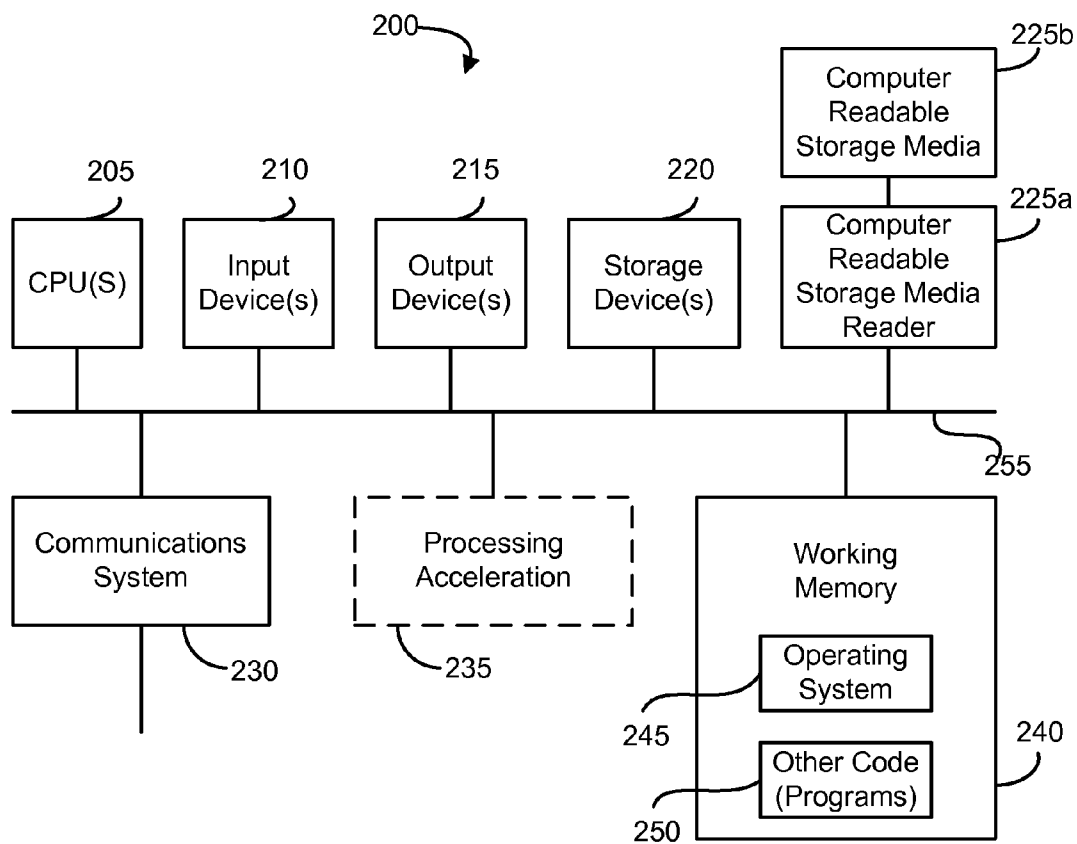 200
225b
Computer
Readable
Storage Media
205
210
215
220
225a
CPU(S)
Input
Device(s)
Output
Device(s)
Storage
Device(s)
Computer
Readable
Storage Media
Reader
255
Communications
System
Processing
Acceleration
Working
Memory
230
235
Operating
System
245
240
Other Code
(Programs)
250